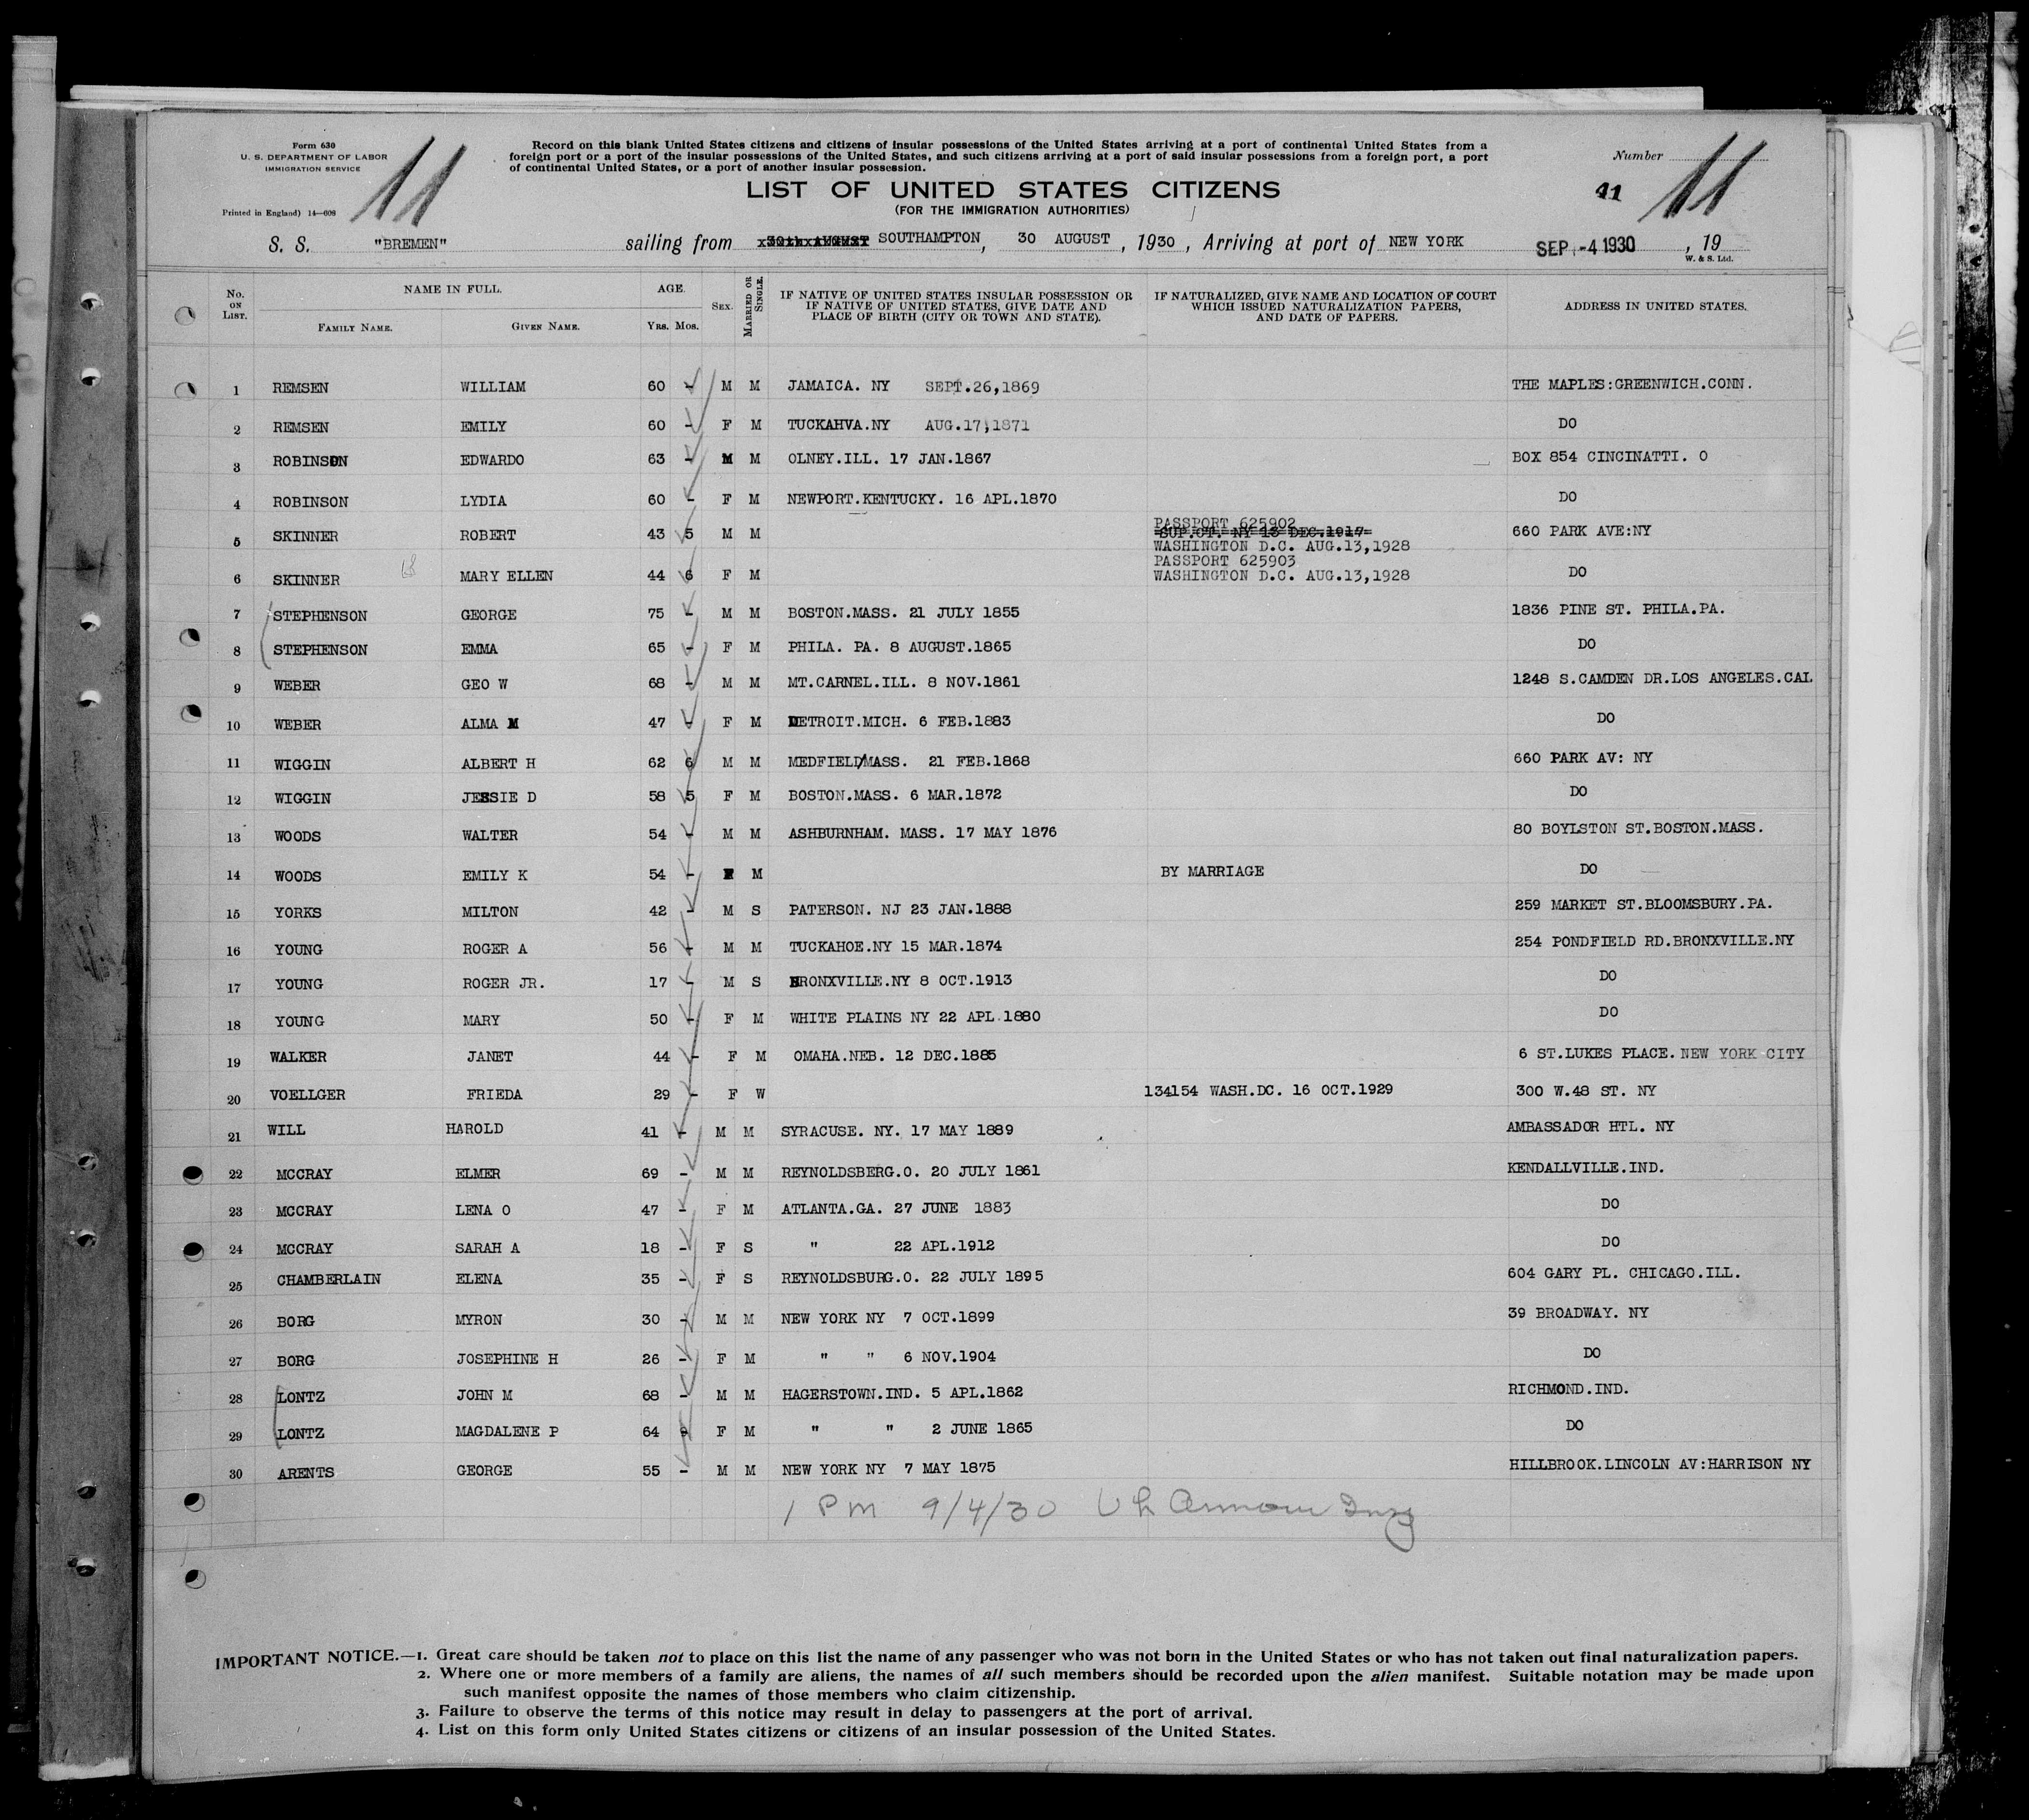 Form 630
U. S. DEPARTMENT OF LABOR
IMMIGRATION SERVICE
Printed in England) 14—608
11
Record on this blank United States citizens and citizens of insular possessions of the United States arriving at a port of continental United States from a
foreign port or a port of the insular possessions of the United States, and such citizens arriving at a port of said insular possessions from a foreign port, a port
of continental United States, or a port of another insular possession.
Number
41 11
LIST OF UNITED STATES CITIZENS
(FOR THE IMMIGRATION AUTHORITIES)
S. S. "BREMEN" sailing from x30thxAUGUST SOUTHAMPTON, 30 AUGUST, 1930, Arriving at port of NEW YORK SEP -4 1930, 19
W. & S. Ltd.
No. ON LIST. NAME IN FULL. FAMILY NAME. GIVEN NAME. AGE. YRS. MOS. SEX. MARRIED OR SINGLE. IF NATIVE OF UNITED STATES INSULAR POSSESSION OR IF NATIVE OF UNITED STATES, GIVE DATE AND PLACE OF BIRTH (CITY OR TOWN AND STATE). IF NATURALIZED, GIVE NAME AND LOCATION OF COURT WHICH ISSUED NATURALIZATION PAPERS, AND DATE OF PAPERS. ADDRESS IN UNITED STATES.
1 REMSEN WILLIAM 60 - M M JAMAICA. NY SEPT.26,1869 THE MAPLES:GREENWICH.CONN.
2 REMSEN EMILY 60 - F M TUCKAHVA.NY AUG.17,1871 DO
3 ROBINSON EDWARDO 63 - M M OLNEY.ILL. 17 JAN.1867 BOX 854 CINCINATTI. O
4 ROBINSON LYDIA 60 - F M NEWPORT.KENTUCKY. 16 APL.1870 DO
5 SKINNER ROBERT 43 5 M M PASSPORT 625902 SUP.CT. NY 13 DEC.1917 WASHINGTON D.C. AUG.13,1928 660 PARK AVE:NY
6 SKINNER MARY ELLEN 44 6 F M PASSPORT 625903 WASHINGTON D.C. AUG.13,1928 DO
7 STEPHENSON GEORGE 75 - M M BOSTON.MASS. 21 JULY 1855 1836 PINE ST. PHILA.PA.
8 STEPHENSON EMMA 65 - F M PHILA. PA. 8 AUGUST.1865 DO
9 WEBER GEO W 68 - M M MT.CARNEL.ILL. 8 NOV.1861 1248 S.CAMDEN DR.LOS ANGELES.CAL
10 WEBER ALMA M 47 - F M DETROIT.MICH. 6 FEB.1883 DO
11 WIGGIN ALBERT H 62 6 M M MEDFIELD/MASS. 21 FEB.1868 660 PARK AV: NY
12 WIGGIN JESSIE D 58 5 F M BOSTON.MASS. 6 MAR.1872 DO
13 WOODS WALTER 54 - M M ASHBURNHAM. MASS. 17 MAY 1876 80 BOYLSTON ST.BOSTON.MASS.
14 WOODS EMILY K 54 - F M BY MARRIAGE DO
15 YORKS MILTON 42 - M S PATERSON. NJ 23 JAN.1888 259 MARKET ST.BLOOMSBURY.PA.
16 YOUNG ROGER A 56 - M M TUCKAHOE.NY 15 MAR.1874 254 PONDFIELD RD.BRONXVILLE.NY
17 YOUNG ROGER JR. 17 - M S BRONXVILLE.NY 8 OCT.1913 DO
18 YOUNG MARY 50 - F M WHITE PLAINS NY 22 APL.1880 DO
19 WALKER JANET 44 - F M OMAHA.NEB. 12 DEC.1885 6 ST.LUKES PLACE. NEW YORK CITY
20 VOELLGER FRIEDA 29 - F W 134154 WASH.DC. 16 OCT.1929 300 W.48 ST. NY
21 WILL HAROLD 41 - M M SYRACUSE. NY. 17 MAY 1889 AMBASSADOR HTL. NY
22 MCCRAY ELMER 69 - M M REYNOLDSBERG.O. 20 JULY 1861 KENDALLVILLE.IND.
23 MCCRAY LENA O 47 - F M ATLANTA.GA. 27 JUNE 1883 DO
24 MCCRAY SARAH A 18 - F S " 22 APL.1912 DO
25 CHAMBERLAIN ELENA 35 - F S REYNOLDSBURG.O. 22 JULY 1895 604 GARY PL. CHICAGO.ILL.
26 BORG MYRON 30 - M M NEW YORK NY 7 OCT.1899 39 BROADWAY. NY
27 BORG JOSEPHINE H 26 - F M " " 6 NOV.1904 DO
28 LONTZ JOHN M 68 - M M HAGERSTOWN.IND. 5 APL.1862 RICHMOND.IND.
29 LONTZ MAGDALENE P 64 F M " " 2 JUNE 1865 DO
30 ARENTS GEORGE 55 - M M NEW YORK NY 7 MAY 1875 HILLBROOK.LINCOLN AV:HARRISON NY
1 PM 9/4/30
IMPORTANT NOTICE.—1. Great care should be taken not to place on this list the name of any passenger who was not born in the United States or who has not taken out final naturalization papers.
2. Where one or more members of a family are aliens, the names of all such members should be recorded upon the alien manifest. Suitable notation may be made upon
such manifest opposite the names of those members who claim citizenship.
3. Failure to observe the terms of this notice may result in delay to passengers at the port of arrival.
4. List on this form only United States citizens or citizens of an insular possession of the United States.